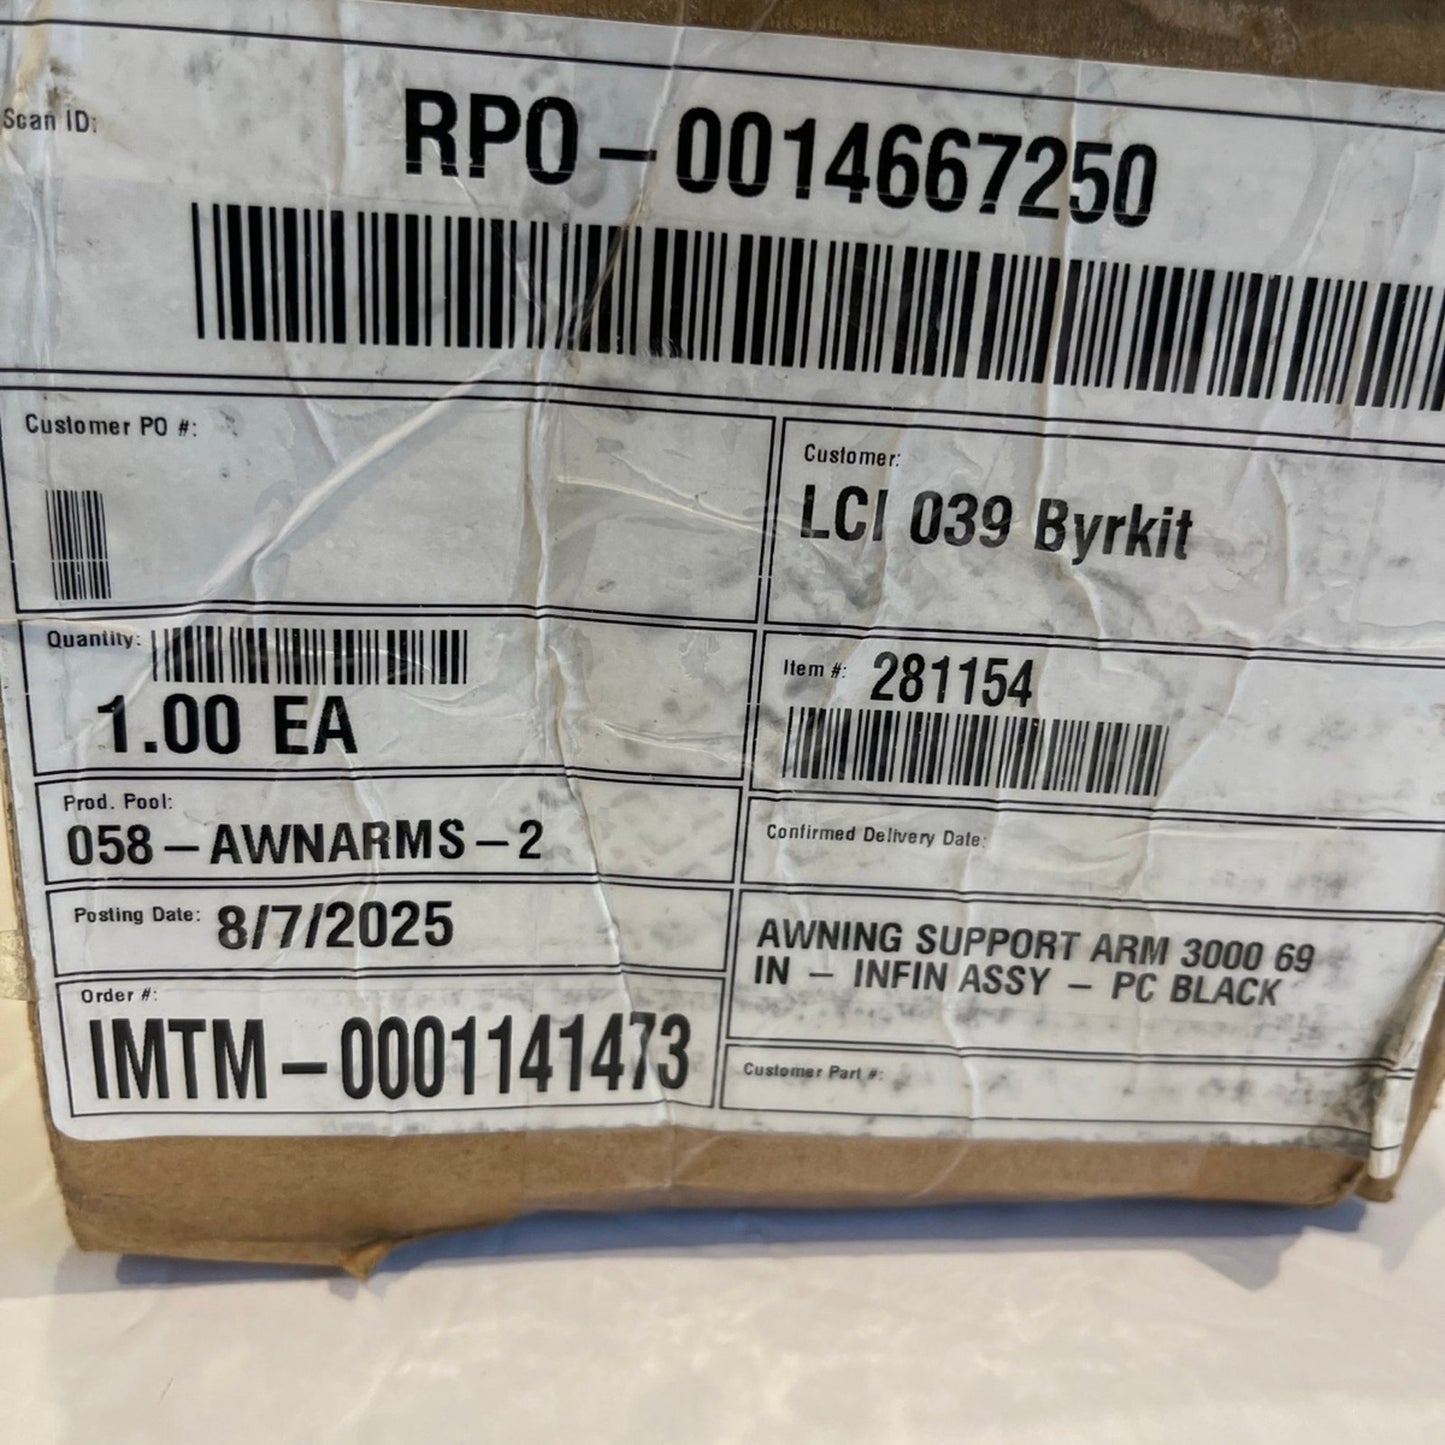 Scan ID:
RPO-0014667250
Customer PO #:
Customer:
LCI 039 Byrkit
Quantity:
1.00 EA
Item #: 281154
Prod. Pool:
058-AWNARMS-2
Confirmed Delivery Date:
Posting Date: 8/7/2025
AWNING SUPPORT ARM 3000 69
IN - INFIN ASSY - PC BLACK
Order #:
IMTM-0001141473
Customer Part #: